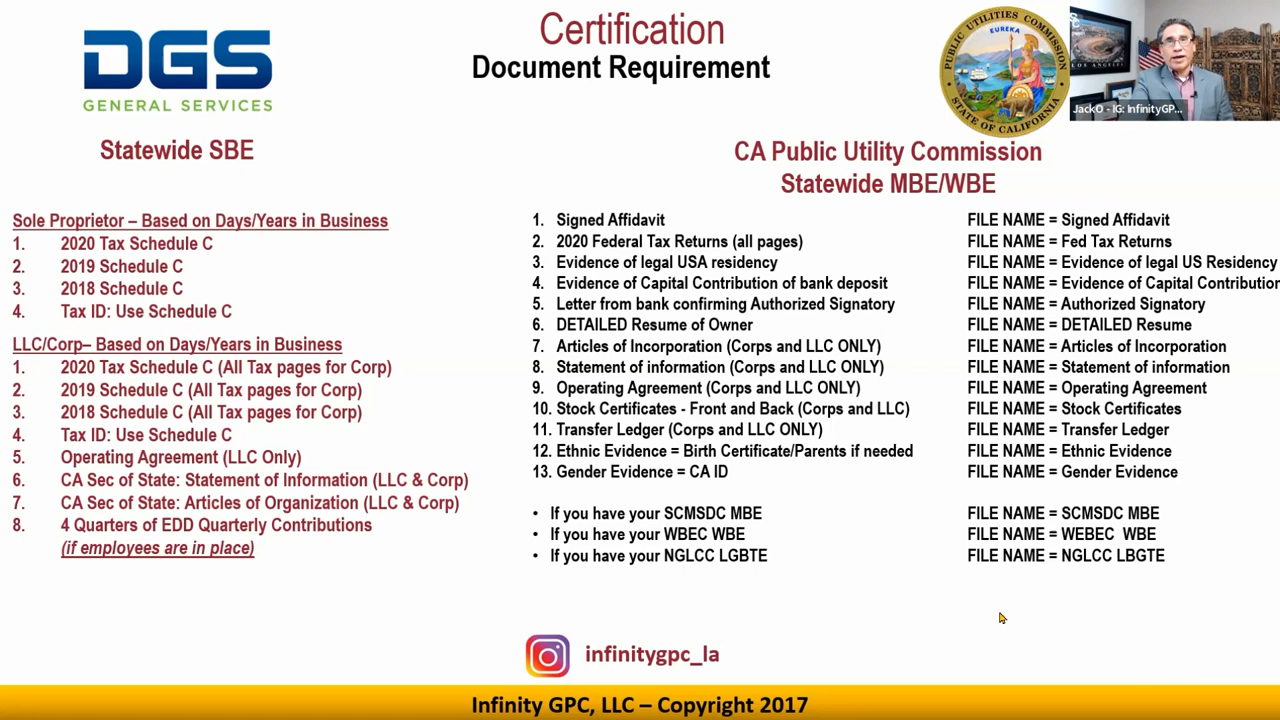 Certification
Document Requirement
DGS
GENERAL SERVICES
PUBLIC UTILITIES COMMISSION
EUREKA
STATE OF CALIFORNIA
LOS ANGELES
JackO - IG: InfinityGP...
Statewide SBE
Sole Proprietor – Based on Days/Years in Business
1. 2020 Tax Schedule C
2. 2019 Schedule C
3. 2018 Schedule C
4. Tax ID: Use Schedule C
LLC/Corp– Based on Days/Years in Business
1. 2020 Tax Schedule C (All Tax pages for Corp)
2. 2019 Schedule C (All Tax pages for Corp)
3. 2018 Schedule C (All Tax pages for Corp)
4. Tax ID: Use Schedule C
5. Operating Agreement (LLC Only)
6. CA Sec of State: Statement of Information (LLC & Corp)
7. CA Sec of State: Articles of Organization (LLC & Corp)
8. 4 Quarters of EDD Quarterly Contributions
(if employees are in place)
CA Public Utility Commission
Statewide MBE/WBE
1. Signed Affidavit
2. 2020 Federal Tax Returns (all pages)
3. Evidence of legal USA residency
4. Evidence of Capital Contribution of bank deposit
5. Letter from bank confirming Authorized Signatory
6. DETAILED Resume of Owner
7. Articles of Incorporation (Corps and LLC ONLY)
8. Statement of information (Corps and LLC ONLY)
9. Operating Agreement (Corps and LLC ONLY)
10. Stock Certificates - Front and Back (Corps and LLC)
11. Transfer Ledger (Corps and LLC ONLY)
12. Ethnic Evidence = Birth Certificate/Parents if needed
13. Gender Evidence = CA ID
• If you have your SCMSDC MBE
• If you have your WBEC WBE
• If you have your NGLCC LGBTE
FILE NAME = Signed Affidavit
FILE NAME = Fed Tax Returns
FILE NAME = Evidence of legal US Residency
FILE NAME = Evidence of Capital Contribution
FILE NAME = Authorized Signatory
FILE NAME = DETAILED Resume
FILE NAME = Articles of Incorporation
FILE NAME = Statement of information
FILE NAME = Operating Agreement
FILE NAME = Stock Certificates
FILE NAME = Transfer Ledger
FILE NAME = Ethnic Evidence
FILE NAME = Gender Evidence
FILE NAME = SCMSDC MBE
FILE NAME = WEBEC WBE
FILE NAME = NGLCC LBGTE
infinitygpc_la
Infinity GPC, LLC – Copyright 2017